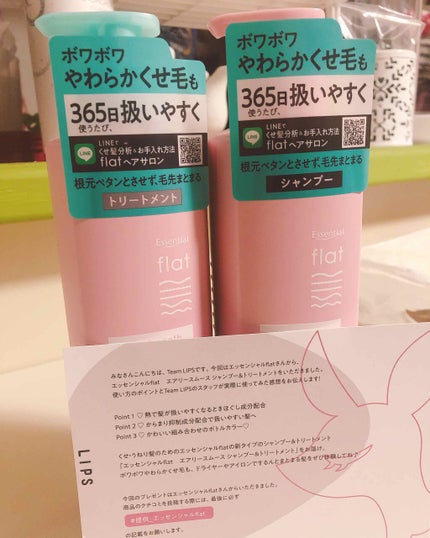 ボワボワ
やわらかくせ毛も
365日扱いやすく
使うたび、
LINEで
くせ髪分析&お手入れ方法
flatヘアサロン
LINE
根元ペタンとさせず、毛先まとまる
トリートメント
Essential
flat
ボワボワ
やわらかくせ毛も
365日扱いやすく
使うたび、
LINEで
くせ髪分析&お手入れ方法
flatヘアサロン
LINE
根元ペタンとさせず、毛先まとまる
シャンプー
Essential
flat
LIPS
みなさんこんにちは、Team LIPSです。今回はエッセンシャルflatさんから、
エッセンシャルflat エアリースムース シャンプー&トリートメントをいただきました。
使い方のポイントとTeam LIPSのスタッフが実際に使ってみた感想をお伝えします!
Point 1 ♡ 熱で髪が扱いやすくなるときほぐし成分配合
Point 2 ♡ からまり抑制成分配合で扱いやすい髪へ
Point 3 ♡ かわいい組み合わせのボトルカラー♡
くせ・うねり髪のためのエッセンシャルflatの新タイプのシャンプー&トリートメント
『エッセンシャルflat エアリースムース シャンプー&トリートメント』をお届け。
ボワボワやわらかくせ毛も、ドライヤーやアイロンでするんとまとまる髪をぜひ体験してね♪
今回のプレゼントはエッセンシャルflatさんからいただきました。
商品のクチコミを投稿する際には、最後に必ず
#提供_エッセンシャルflat
の記載をお願いします。